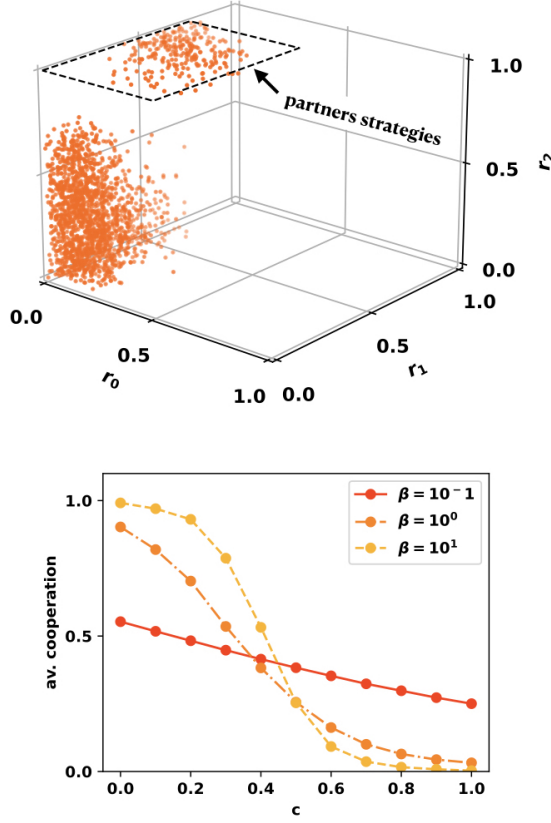 1.0
partners strategies
0.5
r₂
0.0
0.0
1.0
0.5
0.5
r₀
r₁
1.0
0.0
β = 10⁻1
β = 10⁰
β = 10¹
1.0
av. cooperation
0.5
0.0
0.0
0.2
0.4
0.6
0.8
1.0
c